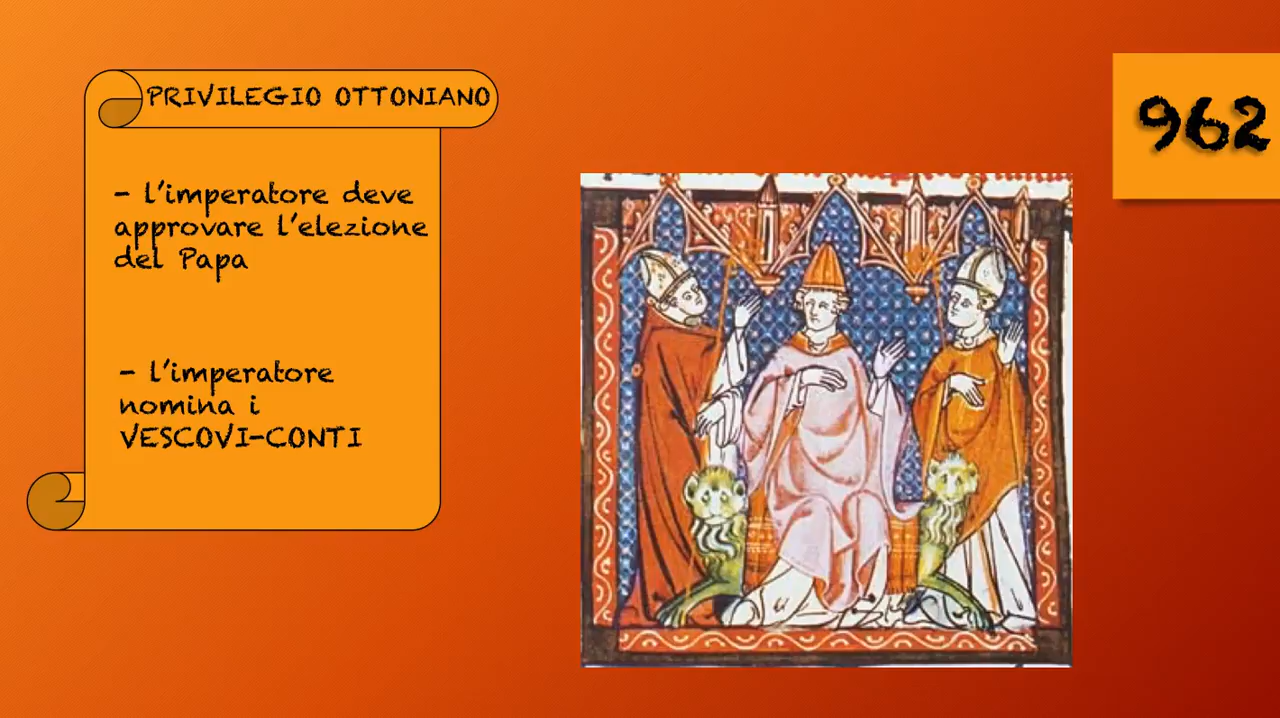 PRIVILEGIO OTTONIANO
962
- l'imperatore deve
approvare l'elezione
del Papa
- l'imperatore
nomina i
VESCOVI-CONTI